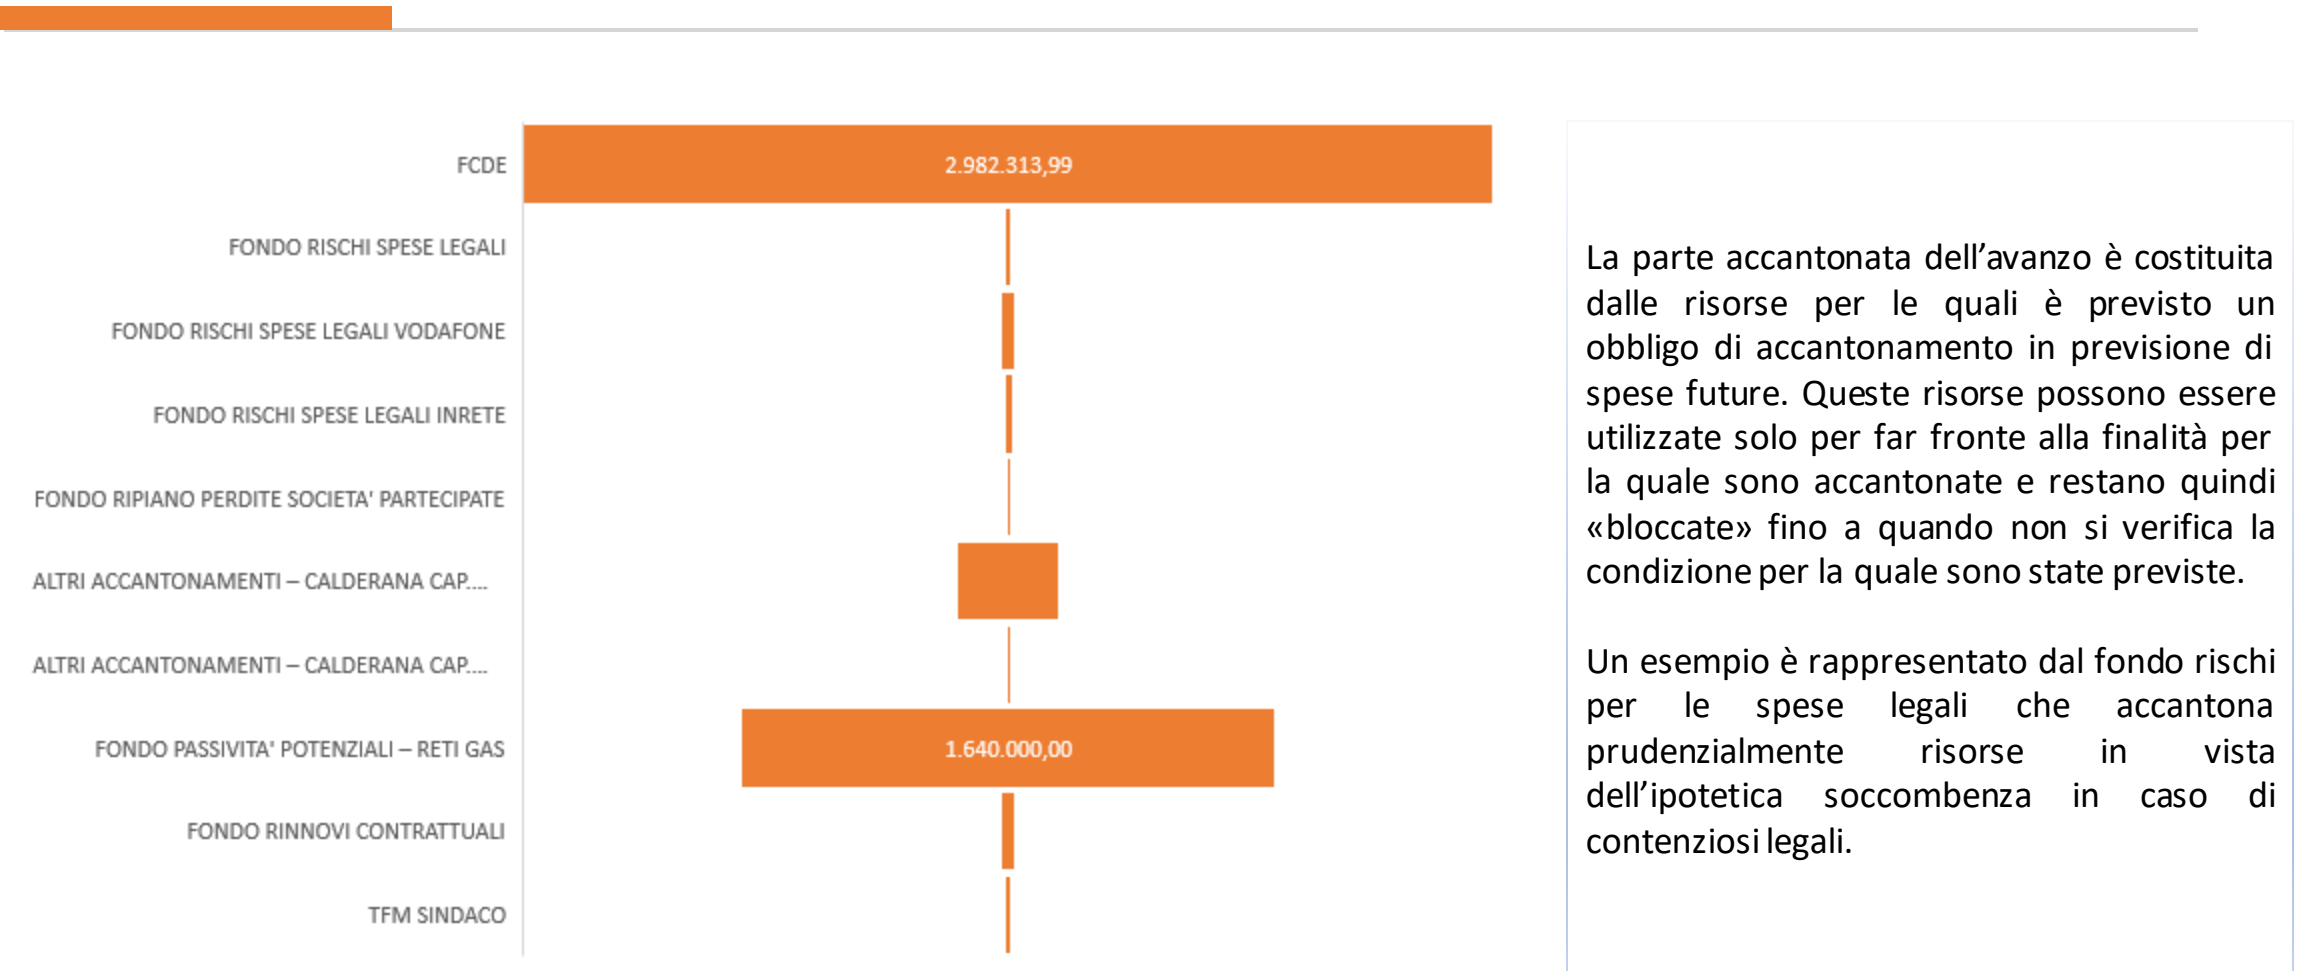 FCDE
2.982.313,99
FONDO RISCHI SPESE LEGALI
FONDO RISCHI SPESE LEGALI VODAFONE
FONDO RISCHI SPESE LEGALI INRETE
FONDO RIPIANO PERDITE SOCIETA' PARTECIPATE
ALTRI ACCANTONAMENTI – CALDERANA CAP....
ALTRI ACCANTONAMENTI – CALDERANA CAP....
FONDO PASSIVITA' POTENZIALI – RETI GAS
1.640.000,00
FONDO RINNOVI CONTRATTUALI
TFM SINDACO
La parte accantonata dell’avanzo è costituita
dalle risorse per le quali è previsto un
obbligo di accantonamento in previsione di
spese future. Queste risorse possono essere
utilizzate solo per far fronte alla finalità per
la quale sono accantonate e restano quindi
«bloccate» fino a quando non si verifica la
condizione per la quale sono state previste.
Un esempio è rappresentato dal fondo rischi
per le spese legali che accantona
prudenzialmente risorse in vista
dell’ipotetica soccombenza in caso di
contenziosi legali.